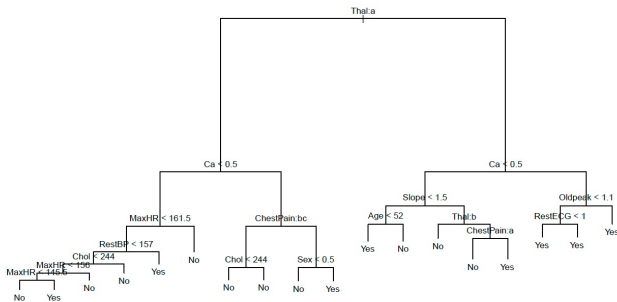 Thal:a
Ca < 0.5
Ca < 0.5
Slope < 1.5
Oldpeak < 1.1
MaxHR < 161.5
ChestPain:bc
Age < 52
Thal:b
RestECG < 1
Yes
ChestPain:a
RestBP < 157
No
Yes
No
No
Yes
Yes
Chol < 244
Yes
Chol < 244
Sex < 0.5
No
Yes
MaxHR < 156
No
MaxHR < 145.5
No
No
No
No
Yes
No
Yes